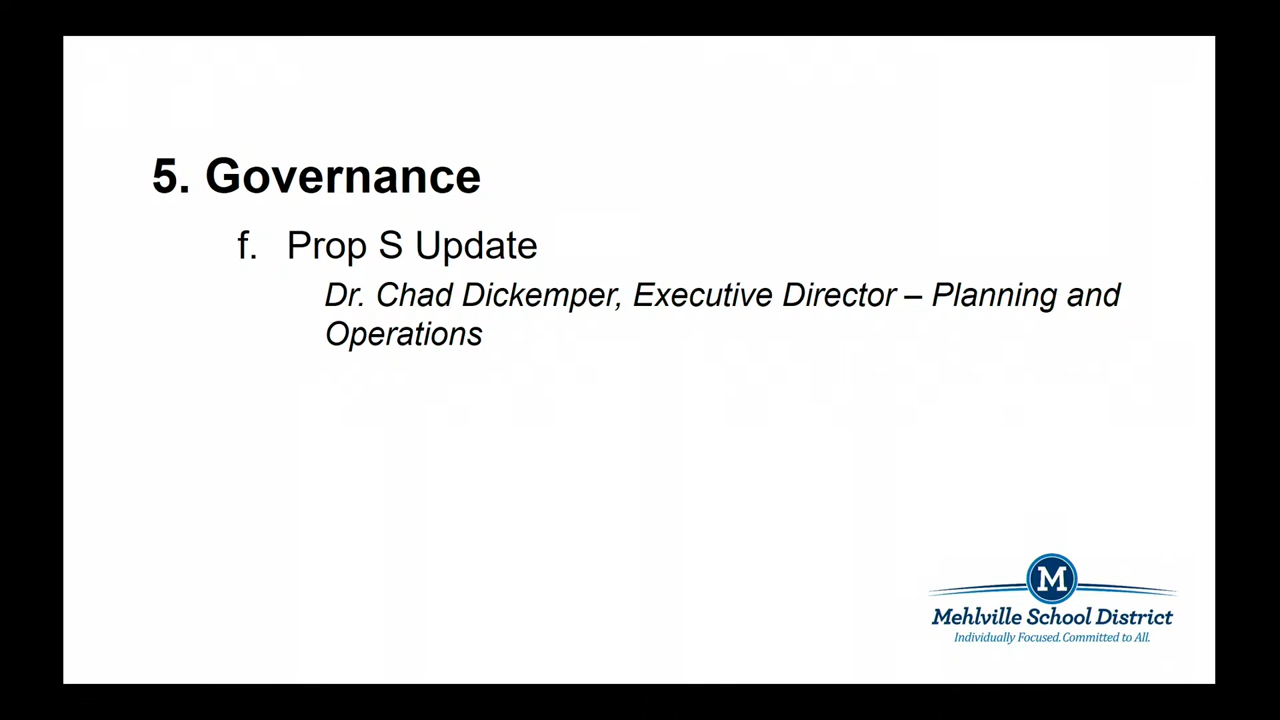 5. Governance
f. Prop S Update
Dr. Chad Dickemper, Executive Director – Planning and
Operations
M
Mehlville School District
Individually Focused. Committed to All.